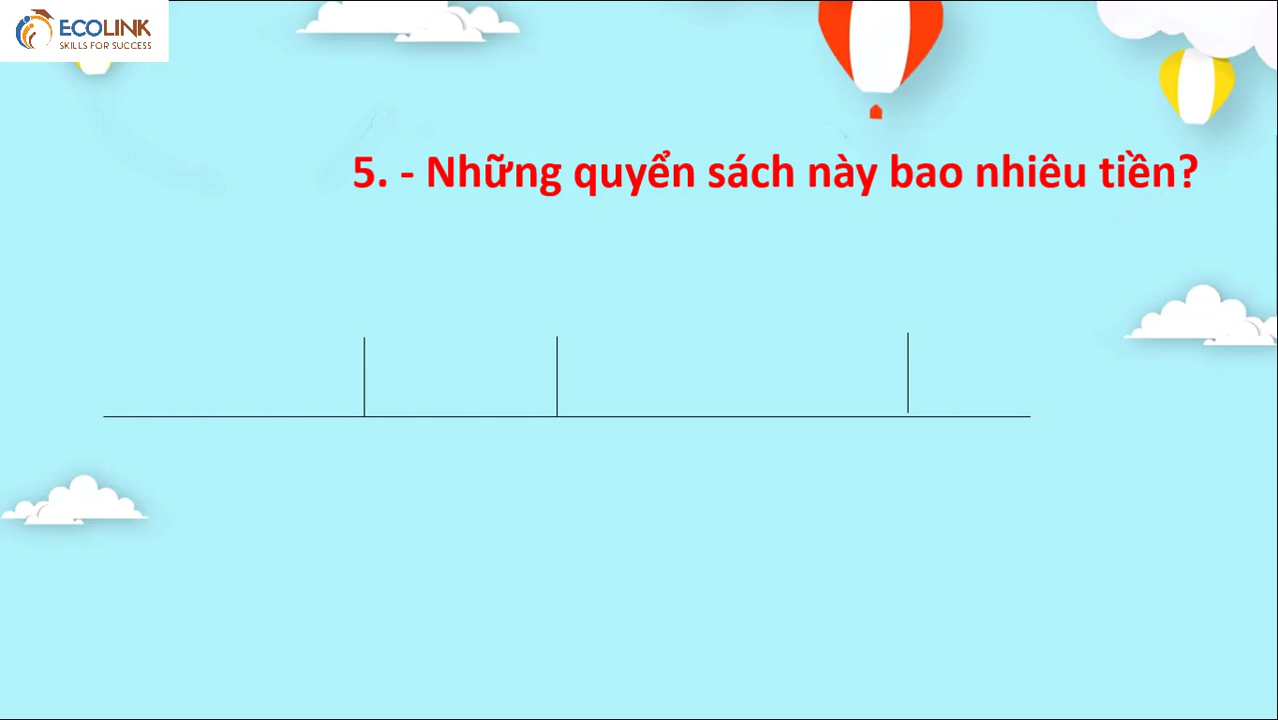 ECOLINK
SKILLS FOR SUCCESS
5. - Những quyển sách này bao nhiêu tiền?